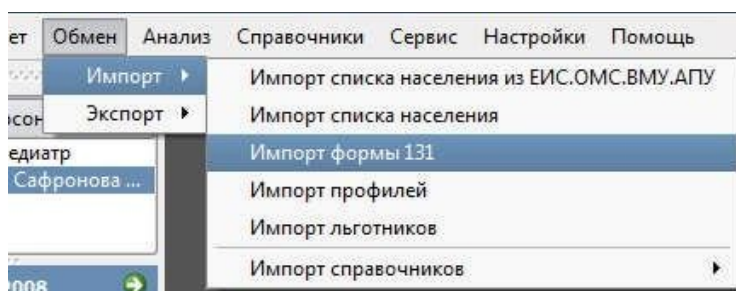 ет Обмен Анализ Справочники Сервис Настройки Помощь
Импорт Импорт списка населения из ЕИС.ОМС.ВМУ.АПУ
Экспорт Импорт списка населения
Импорт формы 131
едиатр
Импорт профилей
Сафронова ...
Импорт льготников
Импорт справочников
2008